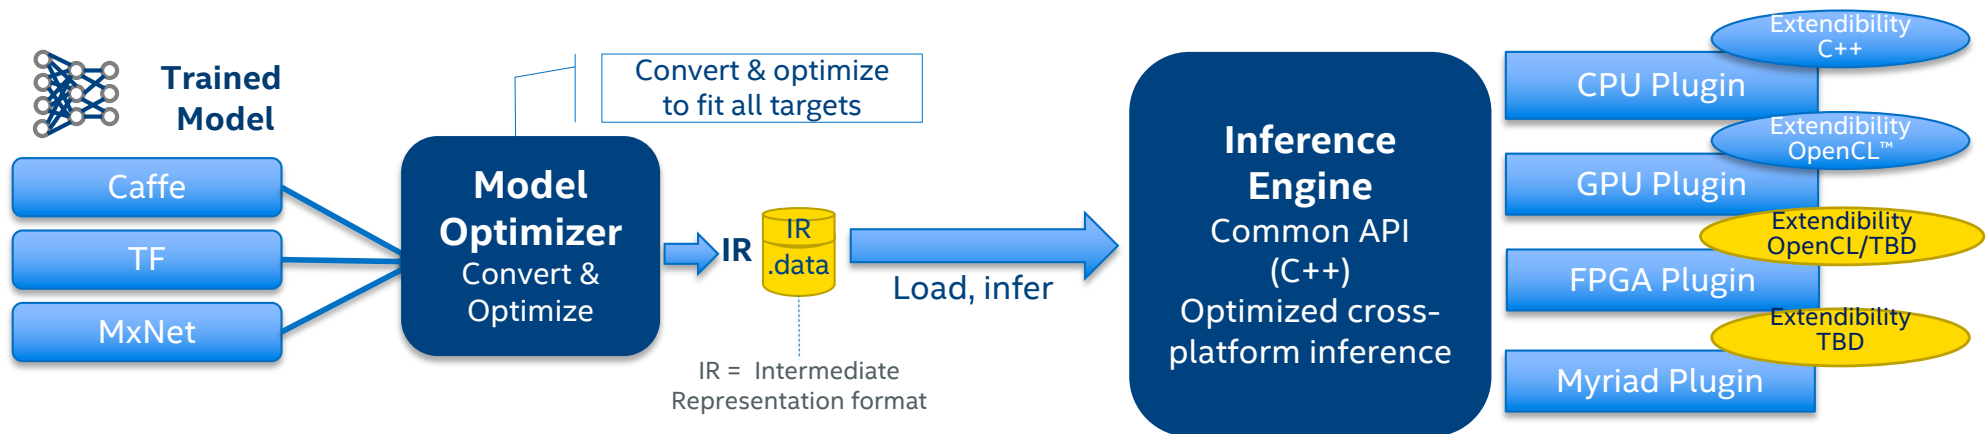 Trained
Model
Caffe
TF
MxNet
Convert & optimize
to fit all targets
Model
Optimizer
Convert &
Optimize
IR
IR
.data
IR = Intermediate
Representation format
Load, infer
Inference
Engine
Common API
(C++)
Optimized cross-
platform inference
Extendibility
C++
CPU Plugin
Extendibility
OpenCL™
GPU Plugin
Extendibility
OpenCL/TBD
FPGA Plugin
Extendibility
TBD
Myriad Plugin